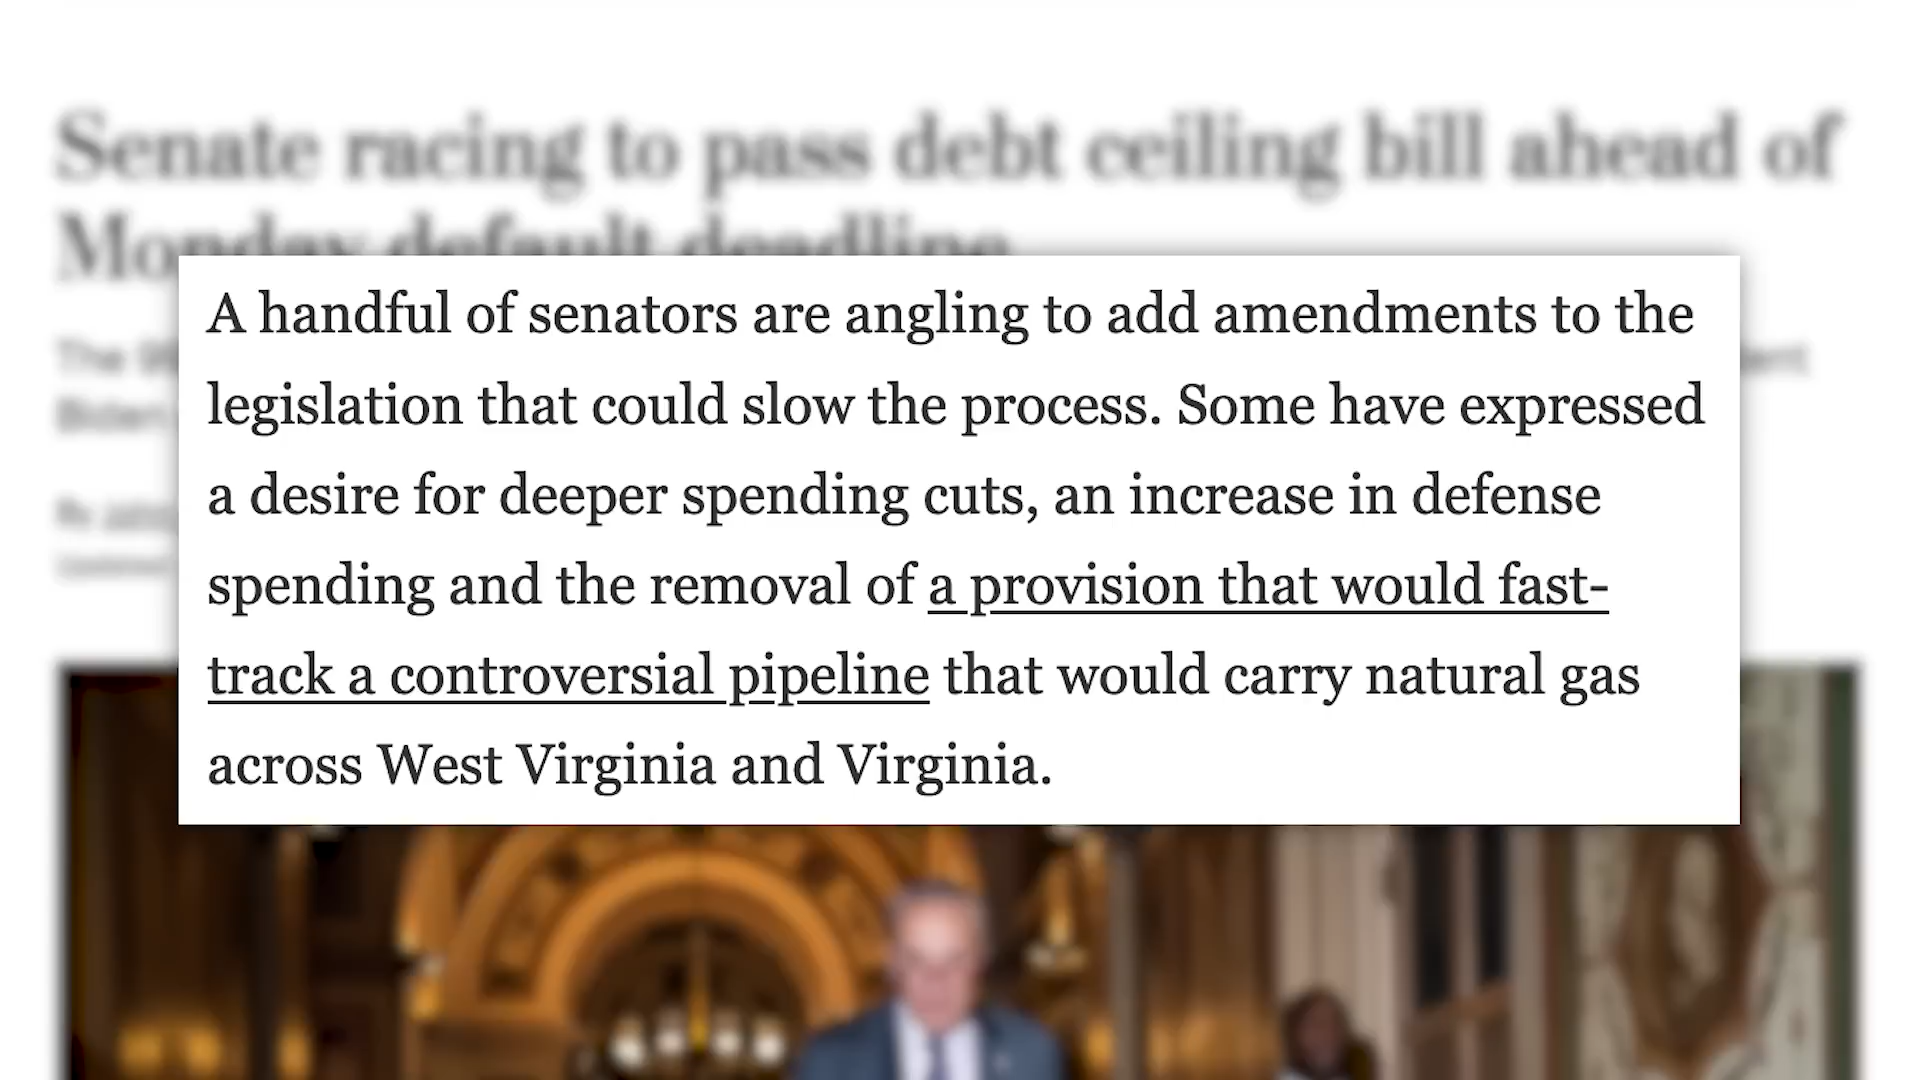 Senate racing to pass debt ceiling bill ahead of
Monday default deadline
A handful of senators are angling to add amendments to the
legislation that could slow the process. Some have expressed
a desire for deeper spending cuts, an increase in defense
spending and the removal of a provision that would fast-
track a controversial pipeline that would carry natural gas
across West Virginia and Virginia.